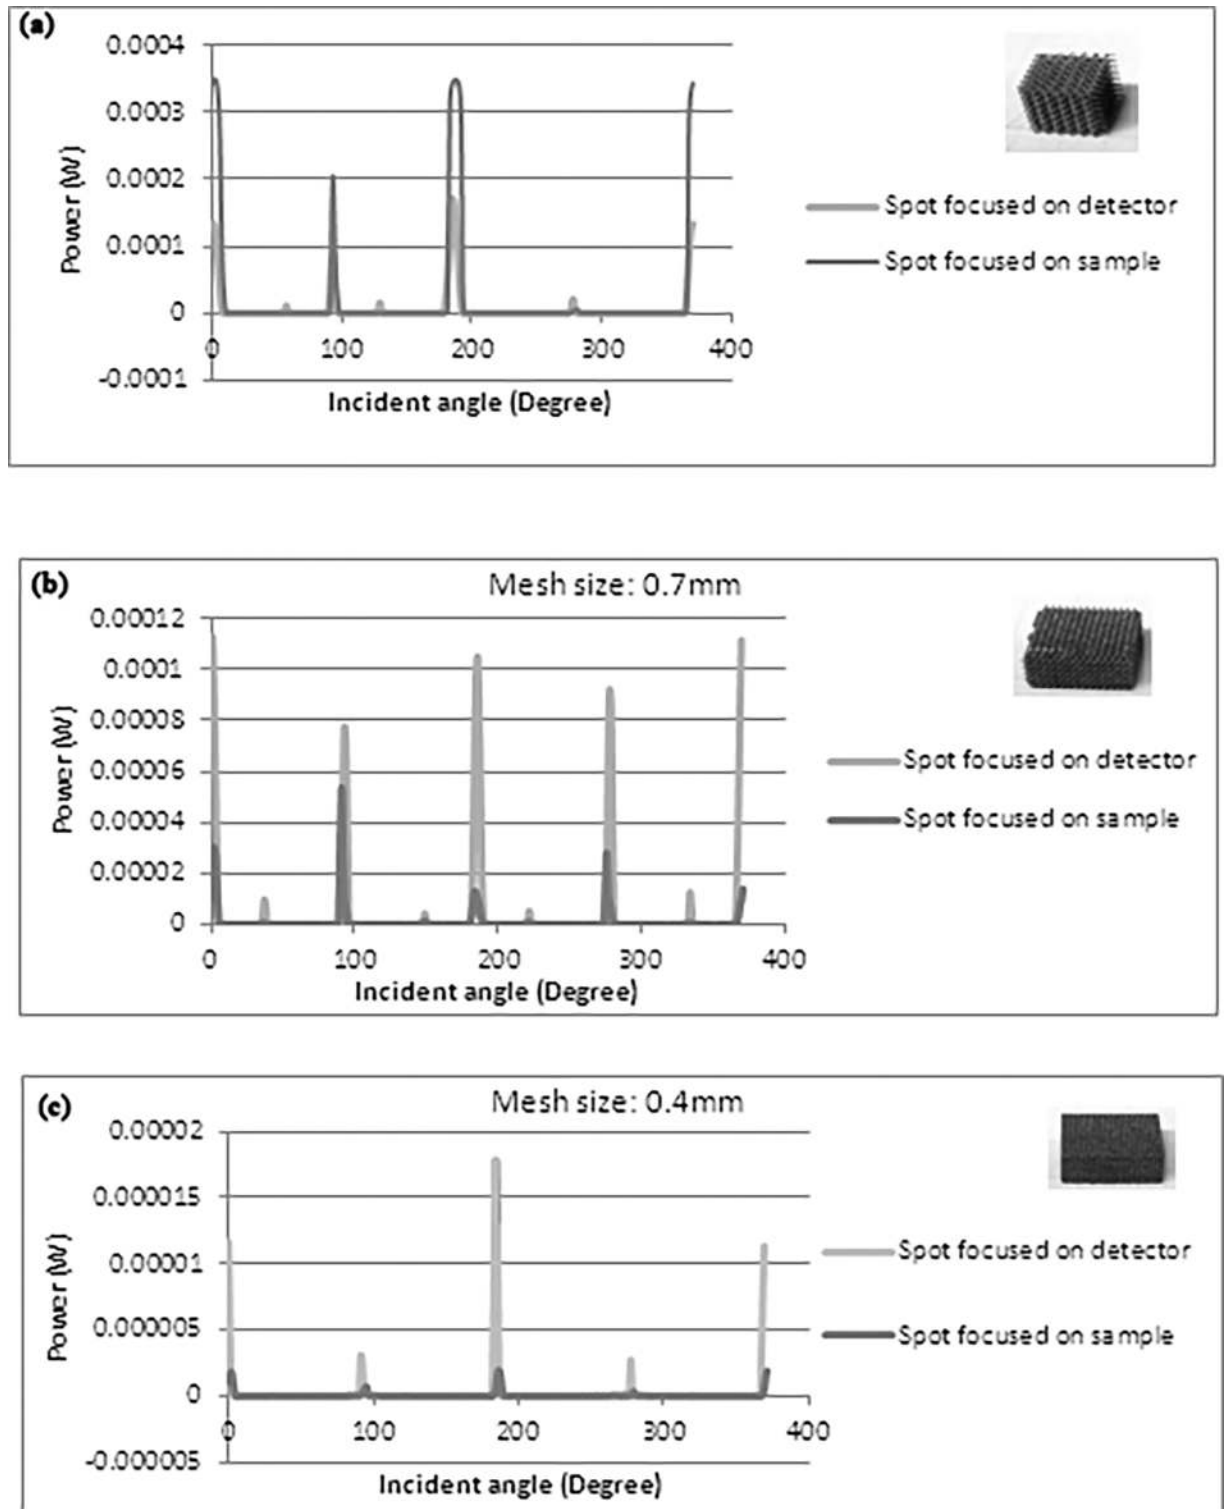 (a)
0.0004
0.0003
0.0002
0.0001
0
-0.0001
Power (W)
0 100 200 300 400
Incident angle (Degree)
Spot focused on detector
Spot focused on sample
(b)
Mesh size: 0.7mm
0.00012
0.0001
0.00008
0.00006
0.00004
0.00002
0
Power (W)
0 100 200 300 400
Incident angle (Degree)
Spot focused on detector
Spot focused on sample
(c)
Mesh size: 0.4mm
0.00002
0.000015
0.00001
0.000005
0
-0.000005
Power (W)
0 100 200 300 400
Incident angle (Degree)
Spot focused on detector
Spot focused on sample